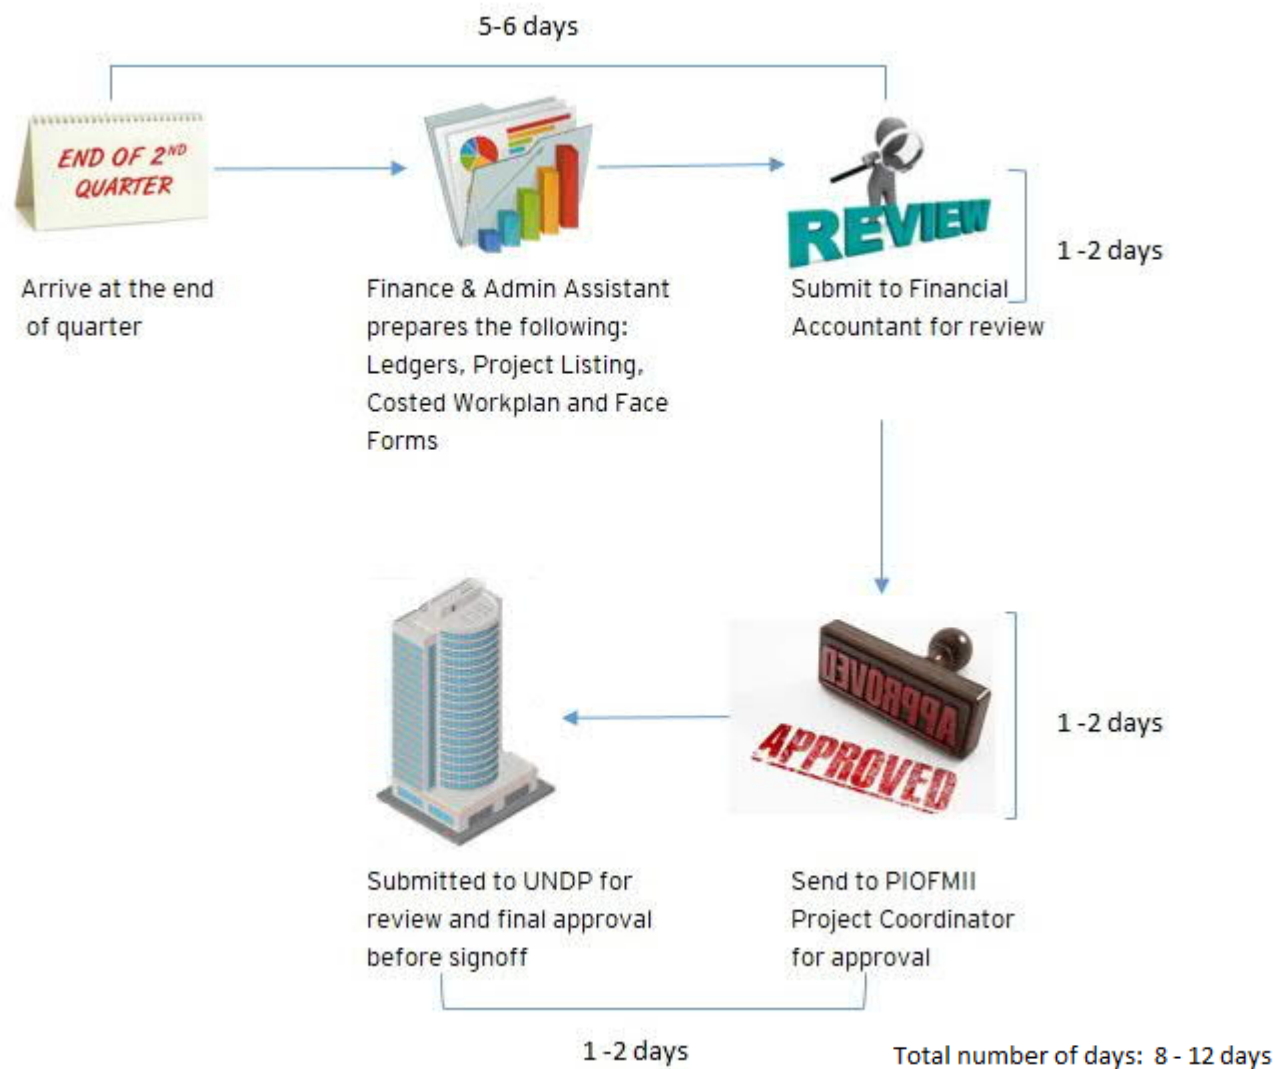 5-6 days
END OF 2ND
QUARTER
REVIEW
1 -2 days
Arrive at the end
of quarter
Finance & Admin Assistant
prepares the following:
Ledgers, Project Listing,
Costed Workplan and Face
Forms
Submit to Financial
Accountant for review
APPROVED
APPROVED
1 -2 days
Submitted to UNDP for
review and final approval
before signoff
Send to PIOFMII
Project Coordinator
for approval
1 -2 days
Total number of days:  8 - 12 days